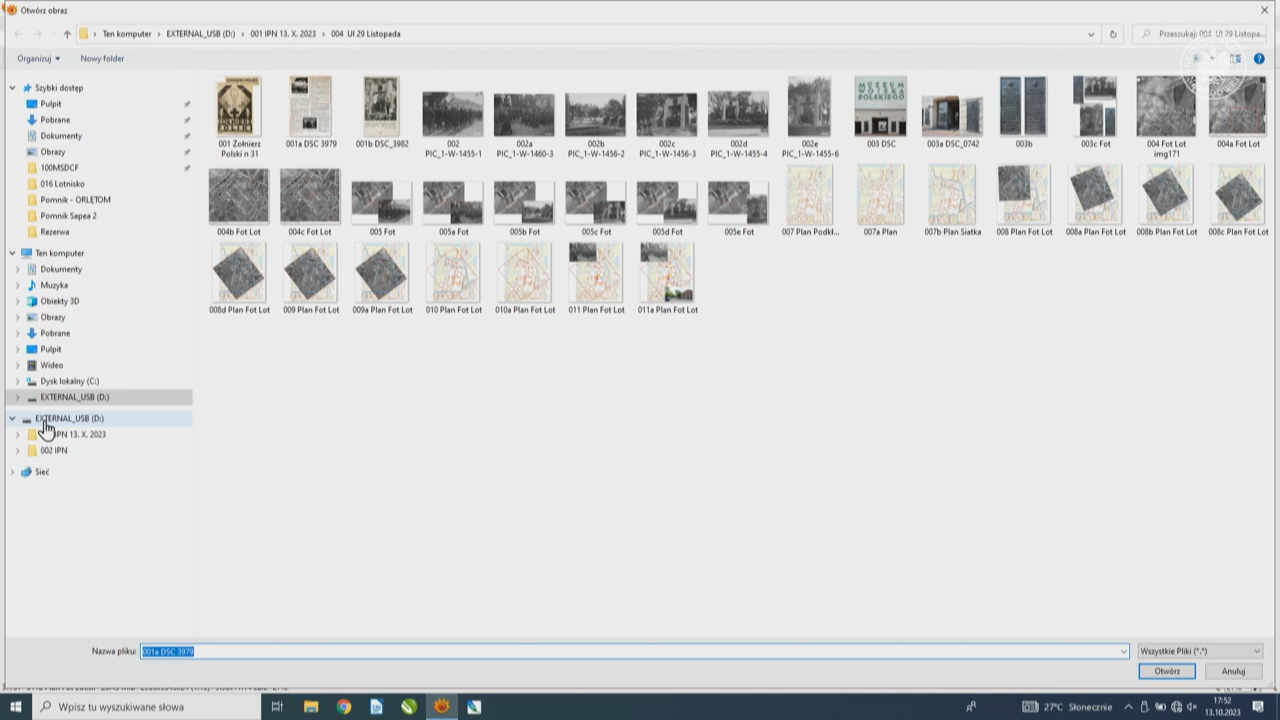 Otwórz obraz
Ten komputer > EXTERNAL_USB (D:) > 001 IPN 13. X. 2023 > 004 Ul 29 Listopada
Przeszukaj: 004 Ul 29 Listopa...
Organizuj
Nowy folder
Szybki dostęp
Pulpit
Pobrane
Dokumenty
Obrazy
100MSDCF
016 Lotnisko
Pomnik - ORLĘTOM
Pomnik Sapea 2
Rezerwa
Ten komputer
Dokumenty
Muzyka
Obiekty 3D
Obrazy
Pobrane
Pulpit
Wideo
Dysk lokalny (C:)
EXTERNAL_USB (D:)
EXTERNAL_USB (D:)
IPN 13. X. 2023
002 IPN
Sieć
MUZEUM
WOJSKA
POLSKIEGO
001 Żołnierz Polski n 31
001a DSC 3979
001b DSC_3982
002 PIC_1-W-1455-1
002a PIC_1-W-1460-3
002b PIC_1-W-1456-2
002c PIC_1-W-1456-3
002d PIC_1-W-1455-4
002e PIC_1-W-1455-6
003 DSC
003a DSC_0742
003b
003c Fot
004 Fot Lot img171
004a Fot Lot
004b Fot Lot
004c Fot Lot
005 Fot
005a Fot
005b Fot
005c Fot
005d Fot
005e Fot
007 Plan Podkł...
007a Plan
007b Plan Siatka
008 Plan Fot Lot
008a Plan Fot Lot
008b Plan Fot Lot
008c Plan Fot Lot
008d Plan Fot Lot
009 Plan Fot Lot
009a Plan Fot Lot
010 Plan Fot Lot
010a Plan Fot Lot
011 Plan Fot Lot
011a Plan Fot Lot
Nazwa pliku:
001a DSC 3979
Wszystkie Pliki (*.*)
Otwórz
Anuluj
Wpisz tu wyszukiwane słowa
27°C Słonecznie
17:52
13.10.2023